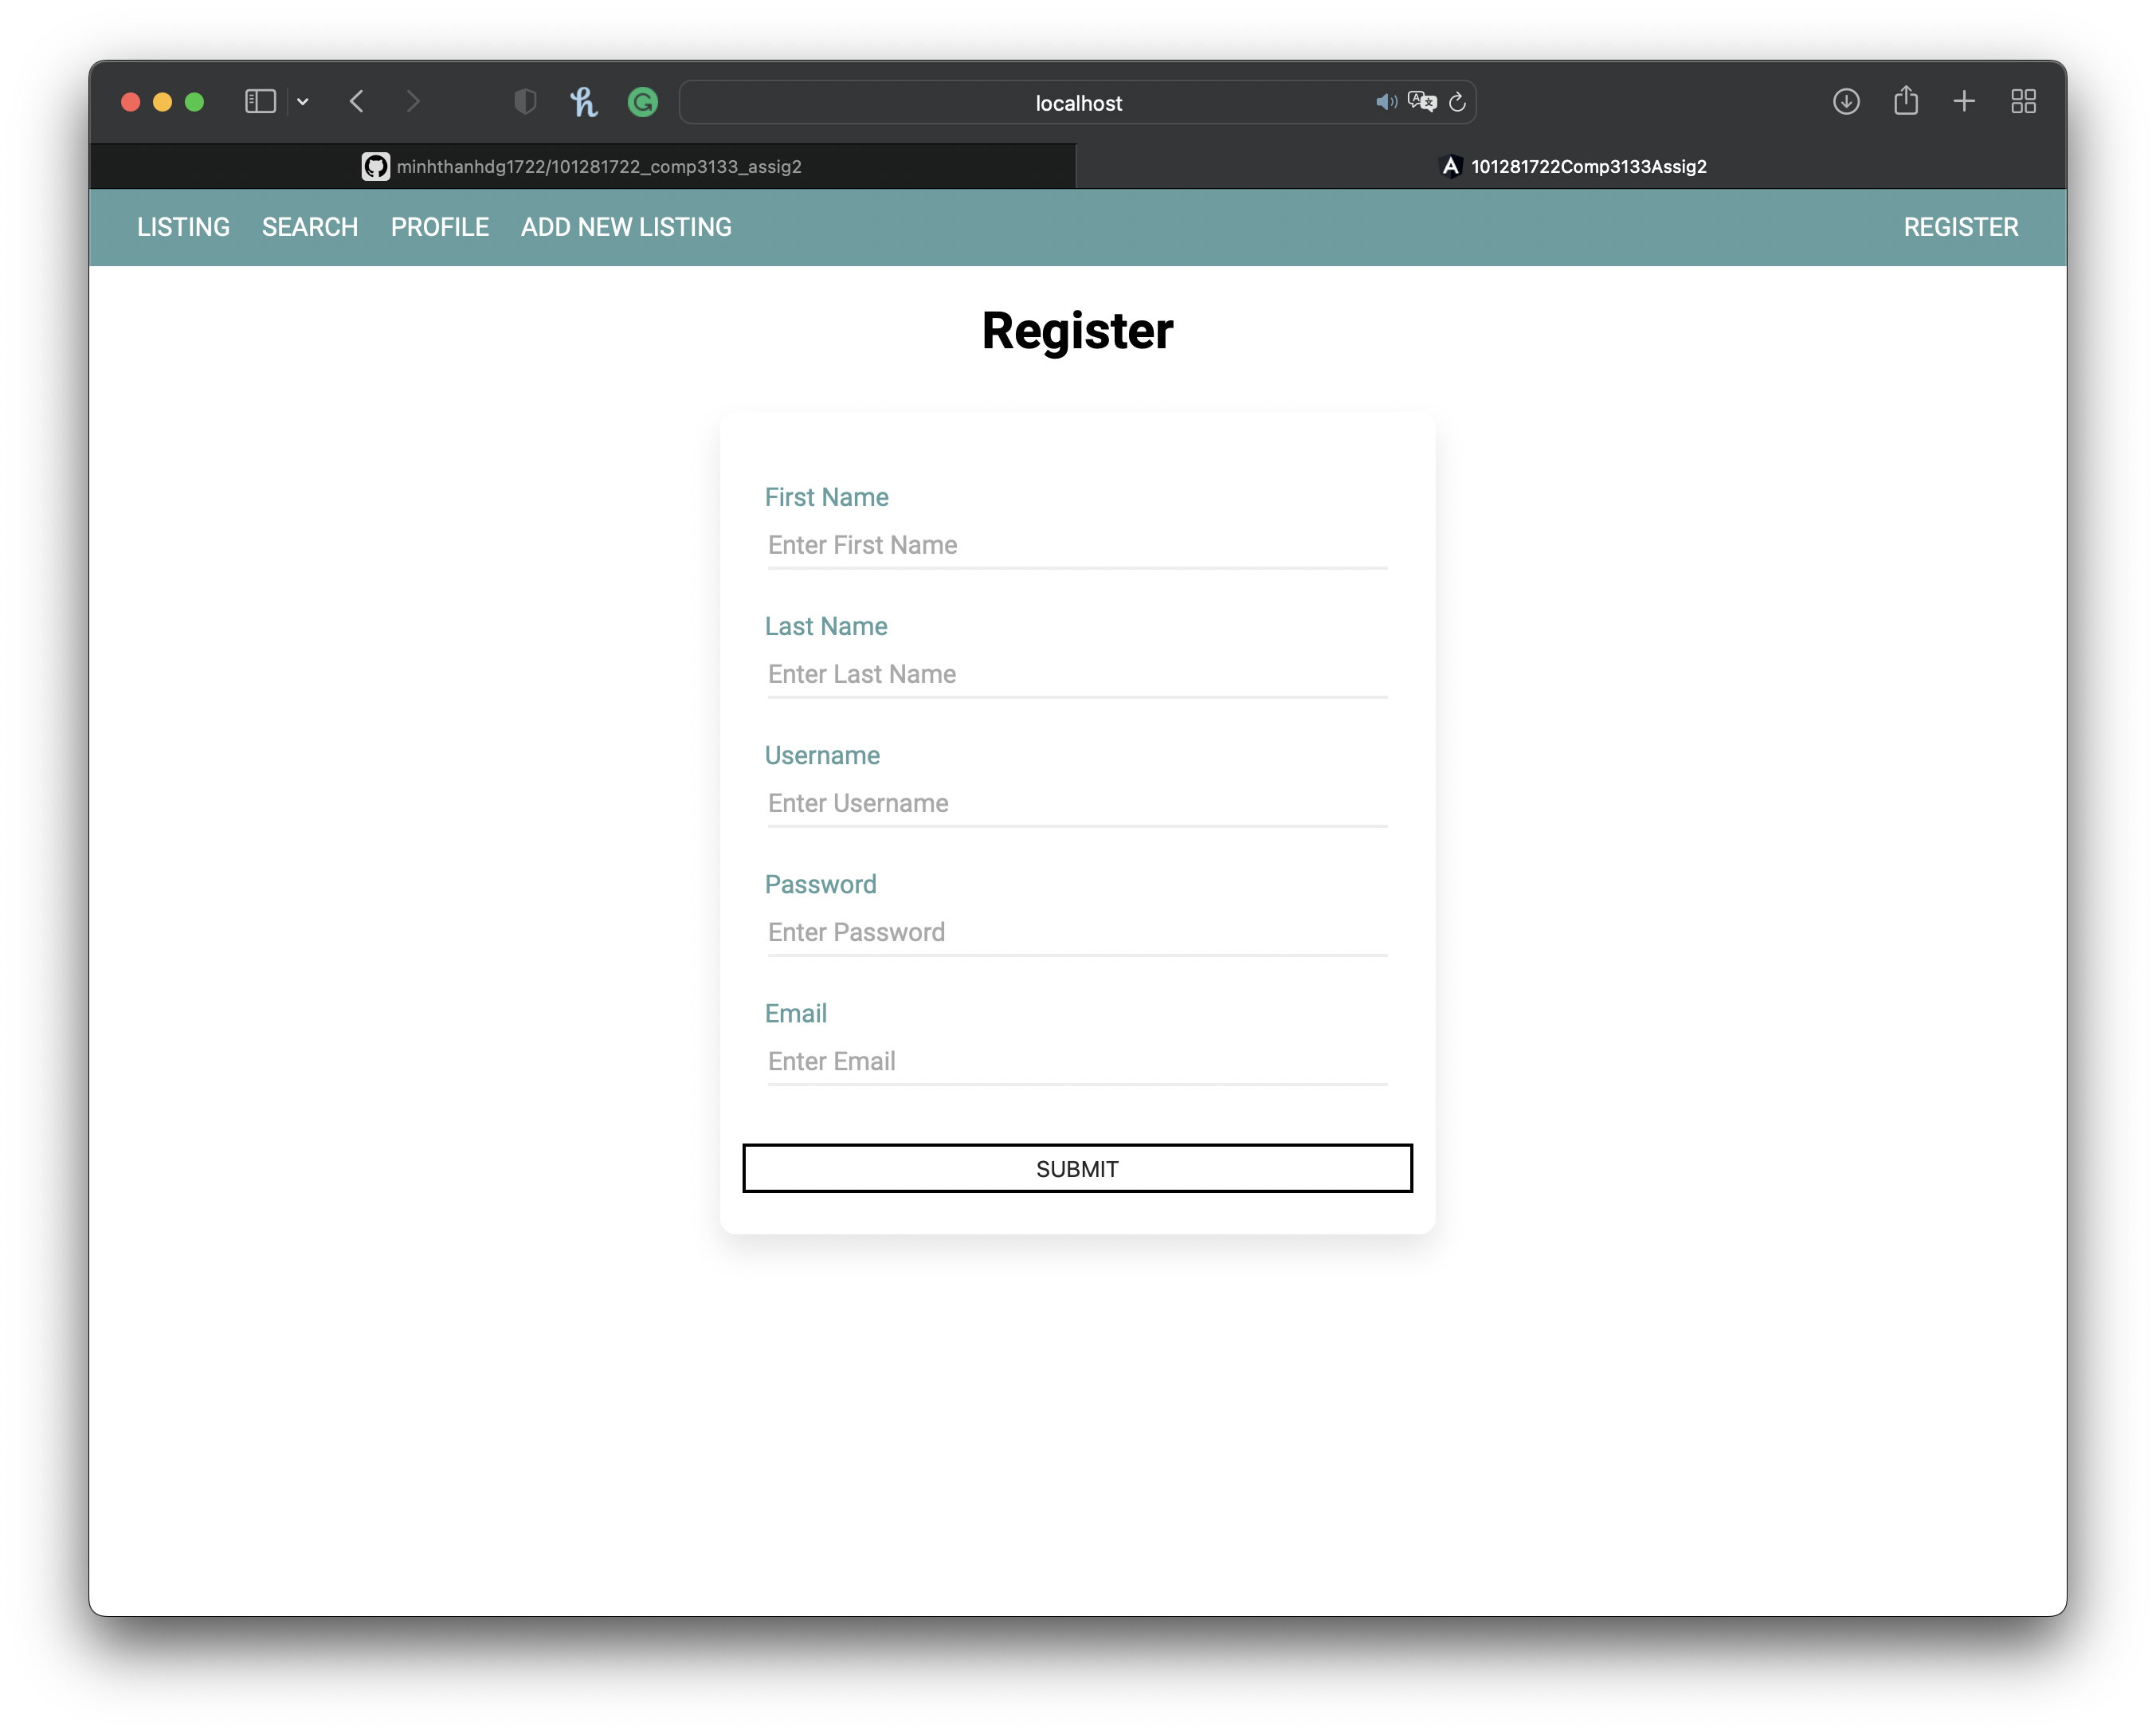 localhost
minhthanhdg1722/101281722_comp3133_assig2
101281722Comp3133Assig2
LISTING SEARCH PROFILE ADD NEW LISTING REGISTER
Register
First Name
Enter First Name
Last Name
Enter Last Name
Username
Enter Username
Password
Enter Password
Email
Enter Email
SUBMIT